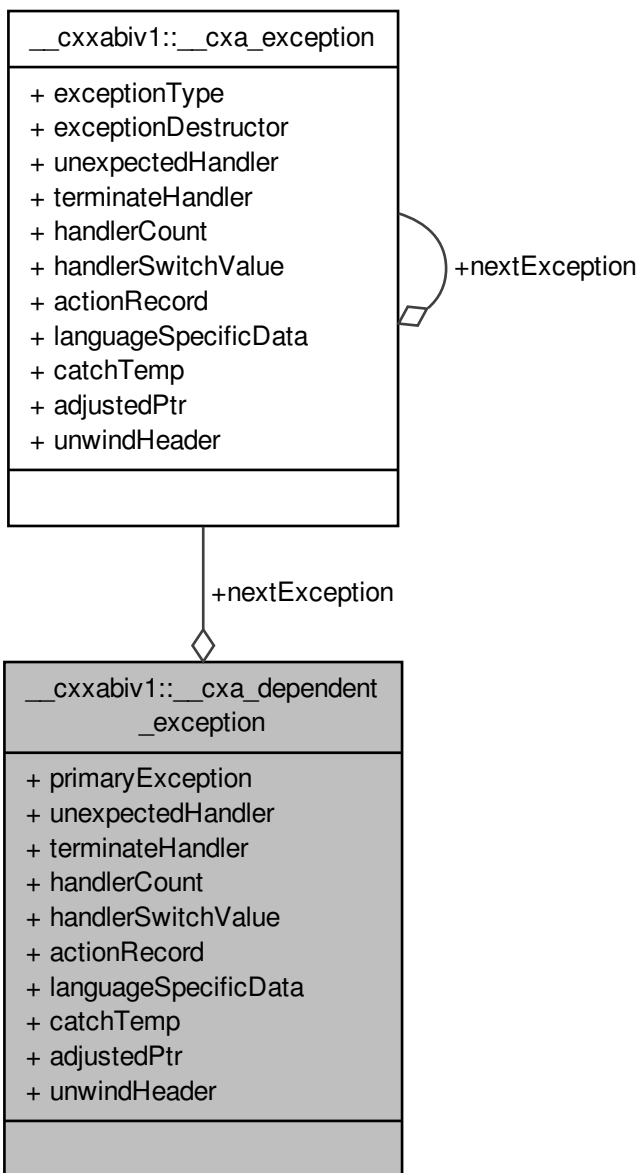 __cxxabiv1::__cxa_exception
+ exceptionType
+ exceptionDestructor
+ unexpectedHandler
+ terminateHandler
+ handlerCount
+ handlerSwitchValue
+ actionRecord
+ languageSpecificData
+ catchTemp
+ adjustedPtr
+ unwindHeader
+nextException
+nextException
__cxxabiv1::__cxa_dependent
_exception
+ primaryException
+ unexpectedHandler
+ terminateHandler
+ handlerCount
+ handlerSwitchValue
+ actionRecord
+ languageSpecificData
+ catchTemp
+ adjustedPtr
+ unwindHeader